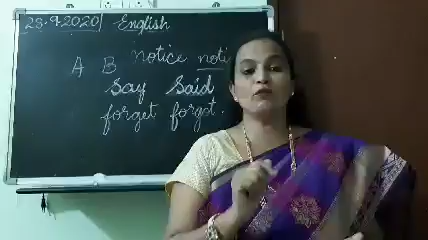 23.9.2020 English
A B notice noti
say said
forget forgot.